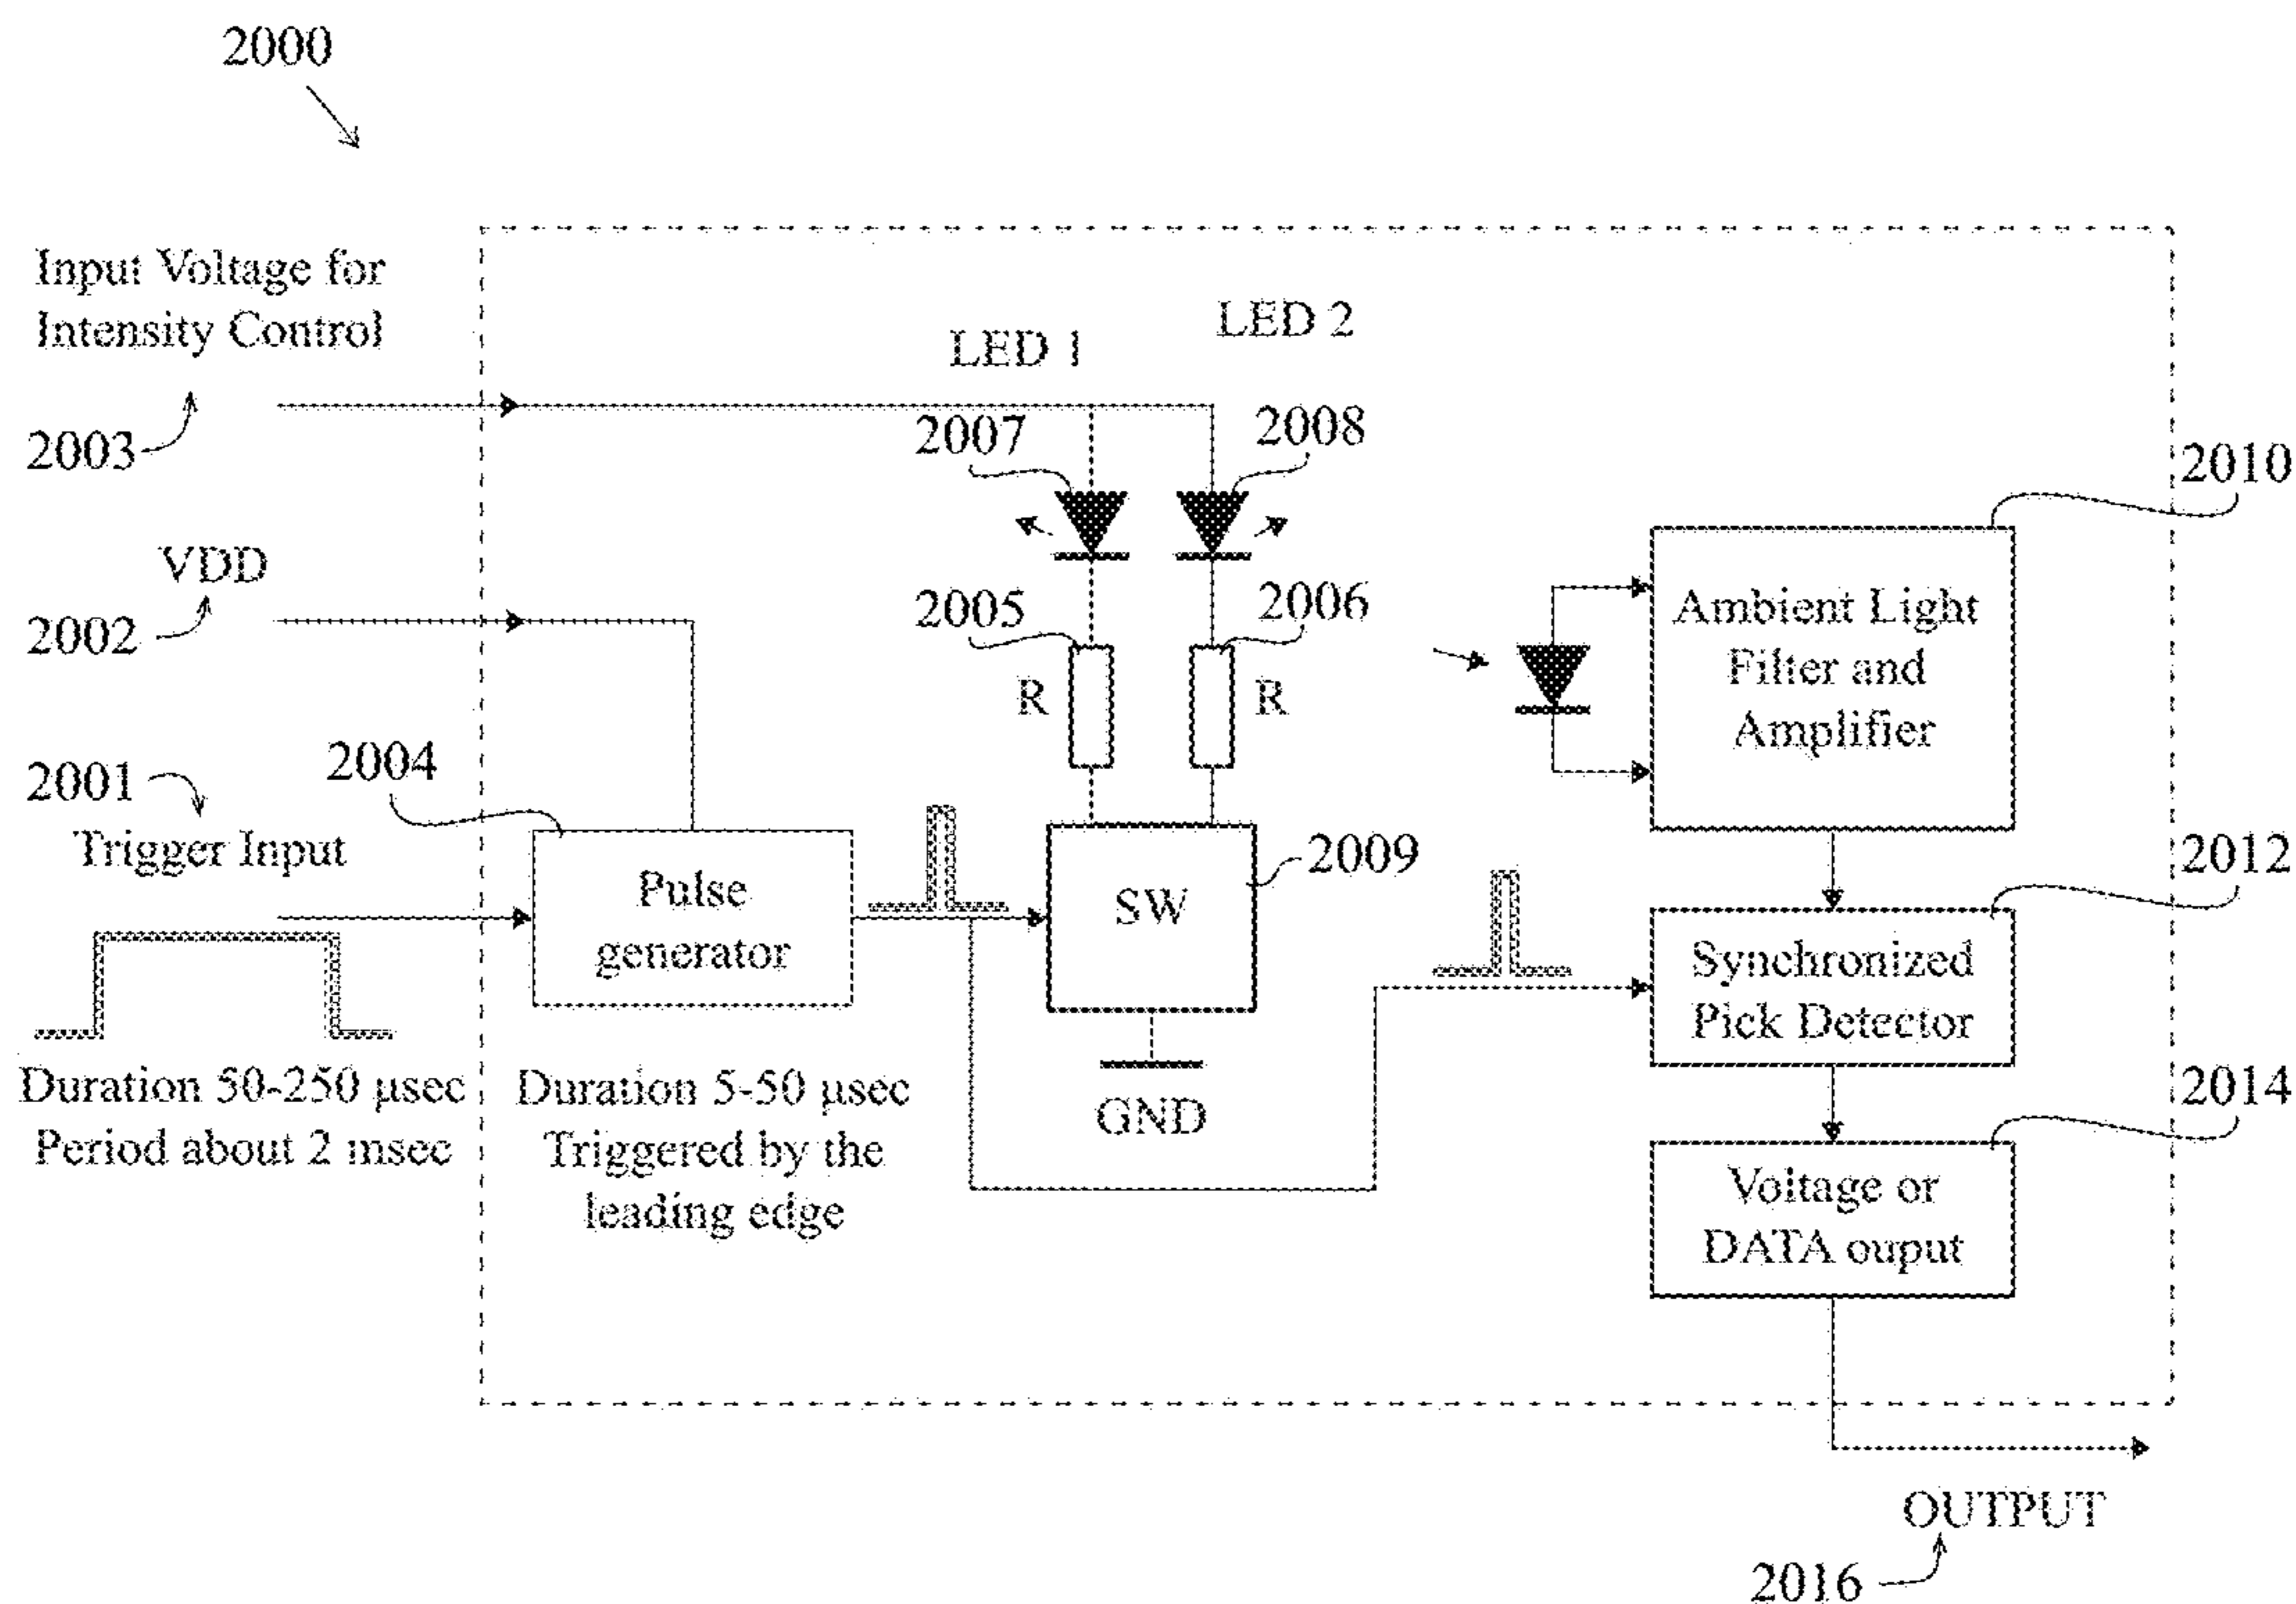 2000
Input Voltage for
Intensity Control
2003
VDD
2002
2001
Trigger Input
Duration 50-250 μsec
Period about 2 msec
2004
Pulse
generator
Duration 5-50 μsec
Triggered by the
leading edge
LED 1
LED 2
2007
2008
2005
2006
R
R
SW
2009
GND
2010
Ambient Light
Filter and
Amplifier
2012
Synchronized
Pick Detector
2014
Voltage or
DATA ouput
OUTPUT
2016